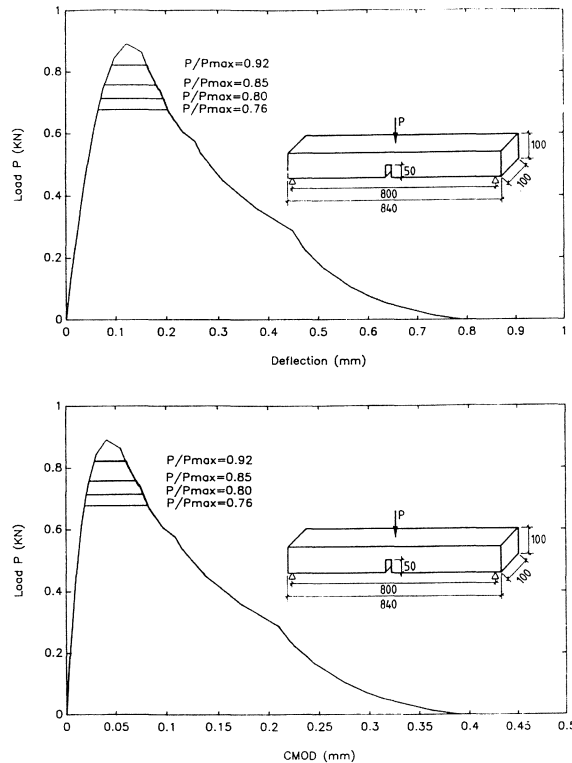 1
0.8
0.6
0.4
0.2
0
Load P (KN)
P/Pmax=0.92
P/Pmax=0.85
P/Pmax=0.80
P/Pmax=0.76
P
50
100
100
800
840
0 0.1 0.2 0.3 0.4 0.5 0.6 0.7 0.8 0.9 1
Deflection (mm)
1
0.8
0.6
0.4
0.2
0
Load P (KN)
P/Pmax=0.92
P/Pmax=0.85
P/Pmax=0.80
P/Pmax=0.76
P
50
100
100
800
840
0 0.05 0.1 0.15 0.2 0.25 0.3 0.35 0.4 0.45 0.5
CMOD (mm)